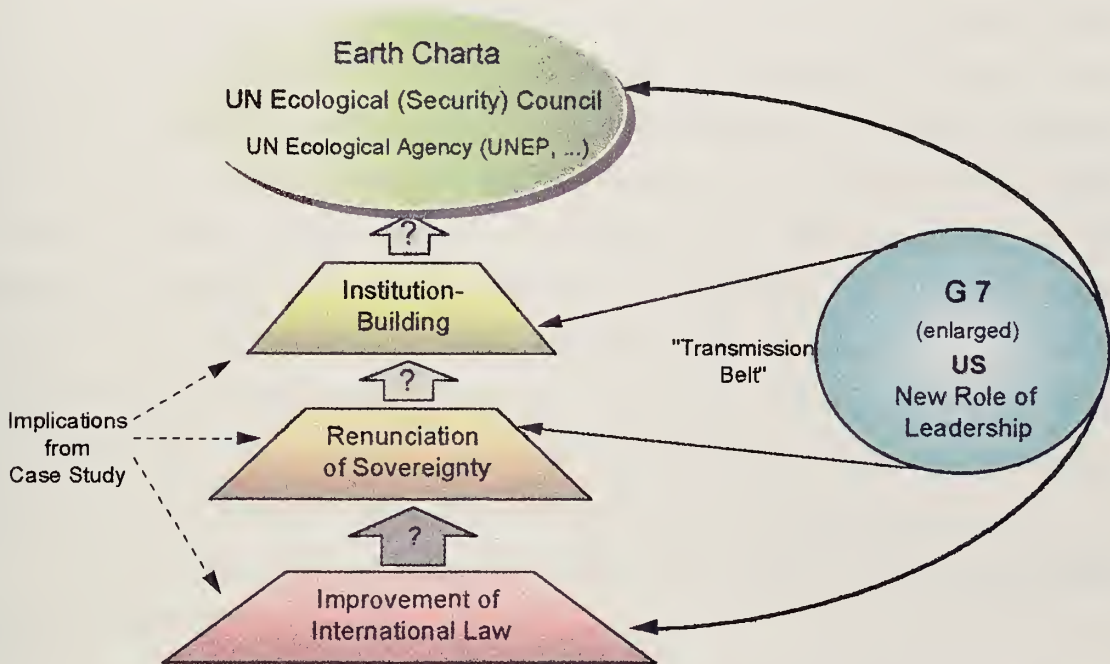 Earth Charta
UN Ecological (Security) Council
UN Ecological Agency (UNEP, ...)
?
Institution-
Building
?
Renunciation
of Sovereignty
?
Improvement of
International Law
Implications
from
Case Study
"Transmission
Belt"
G 7
(enlarged)
US
New Role of
Leadership